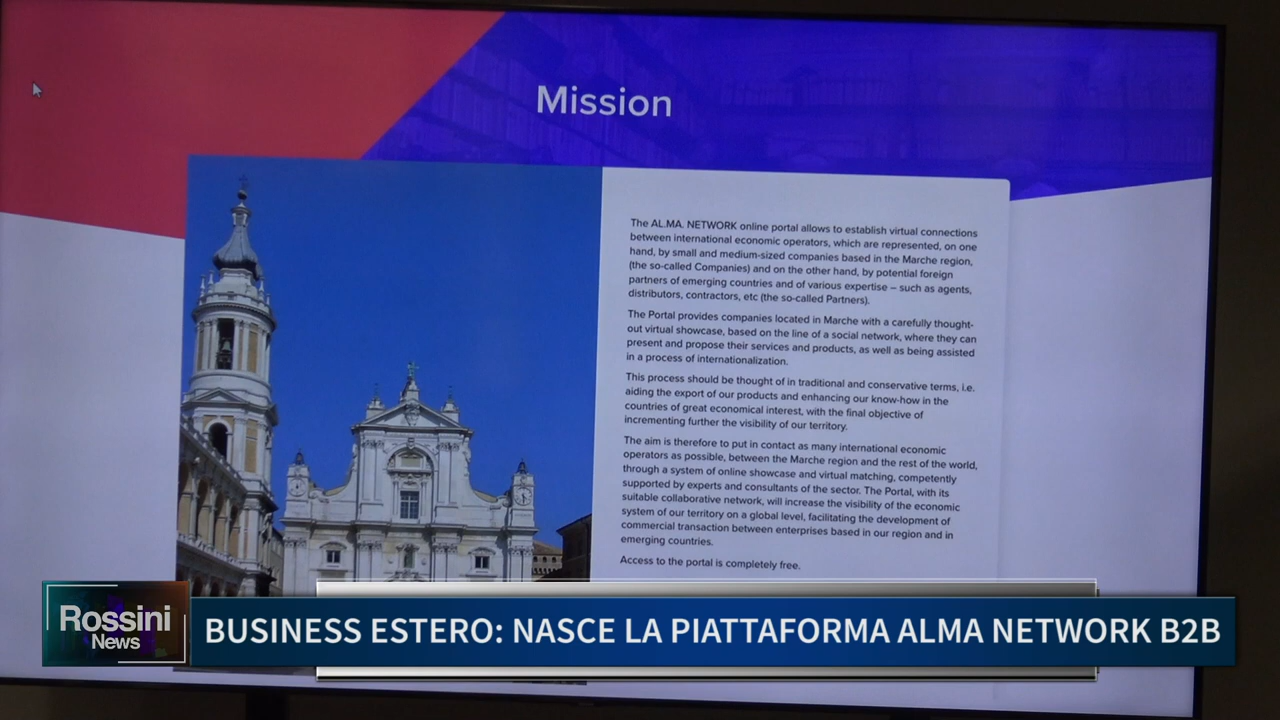 Mission
The AL.MA. NETWORK online portal allows to establish virtual connections
between international economic operators, which are represented, on one
hand, by small and medium-sized companies based in the Marche region,
(the so-called Companies) and on the other hand, by potential foreign
partners of emerging countries and of various expertise – such as agents,
distributors, contractors, etc (the so-called Partners).
The Portal provides companies located in Marche with a carefully thought-
out virtual showcase, based on the line of a social network, where they can
present and propose their services and products, as well as being assisted
in a process of internationalization.
This process should be thought of in traditional and conservative terms, i.e.
aiding the export of our products and enhancing our know-how in the
countries of great economical interest, with the final objective of
incrementing further the visibility of our territory.
The aim is therefore to put in contact as many international economic
operators as possible, between the Marche region and the rest of the world,
through a system of online showcase and virtual matching, competently
supported by experts and consultants of the sector. The Portal, with its
suitable collaborative network, will increase the visibility of the economic
system of our territory on a global level, facilitating the development of
commercial transaction between enterprises based in our region and in
emerging countries.
Access to the portal is completely free.
Rossini
News
BUSINESS ESTERO: NASCE LA PIATTAFORMA ALMA NETWORK B2B